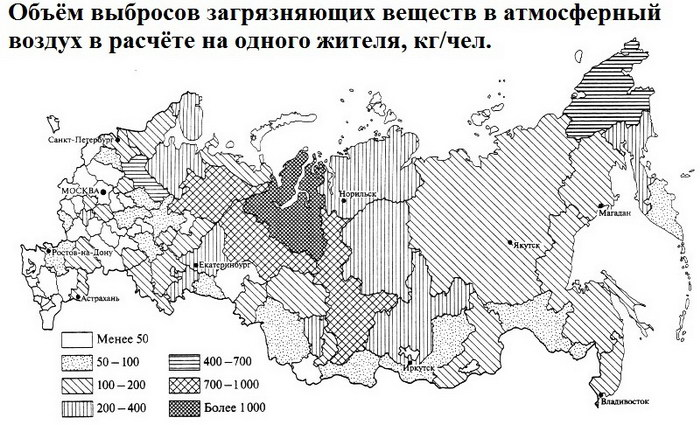 Объём выбросов загрязняющих веществ в атмосферный
воздух в расчёте на одного жителя, кг/чел.
Санкт-Петербург
МОСКВА
Норильск
Магадан
Якутск
Ростов-на-Дону
Екатеринбург
Астрахань
Иркутск
Владивосток
Менее 50
50–100
100–200
200–400
400–700
700–1000
Более 1000